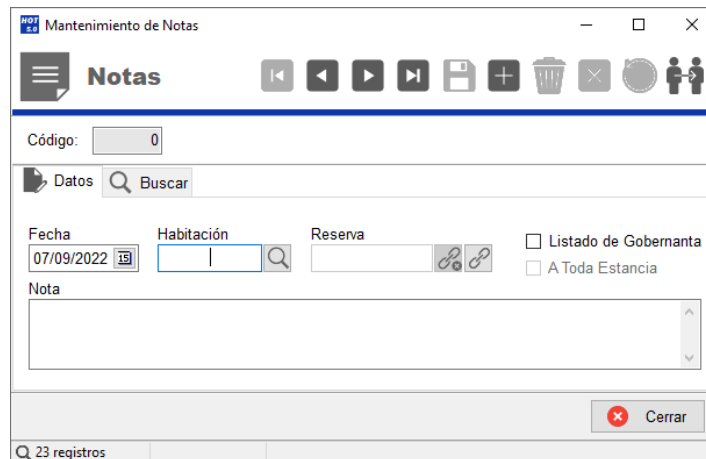 HOT 5.0 Mantenimiento de Notas
Notas
Código: 0
Datos Buscar
Fecha Habitación Reserva
Listado de Gobernanta
07/09/2022 15
A Toda Estancia
Nota
Cerrar
23 registros